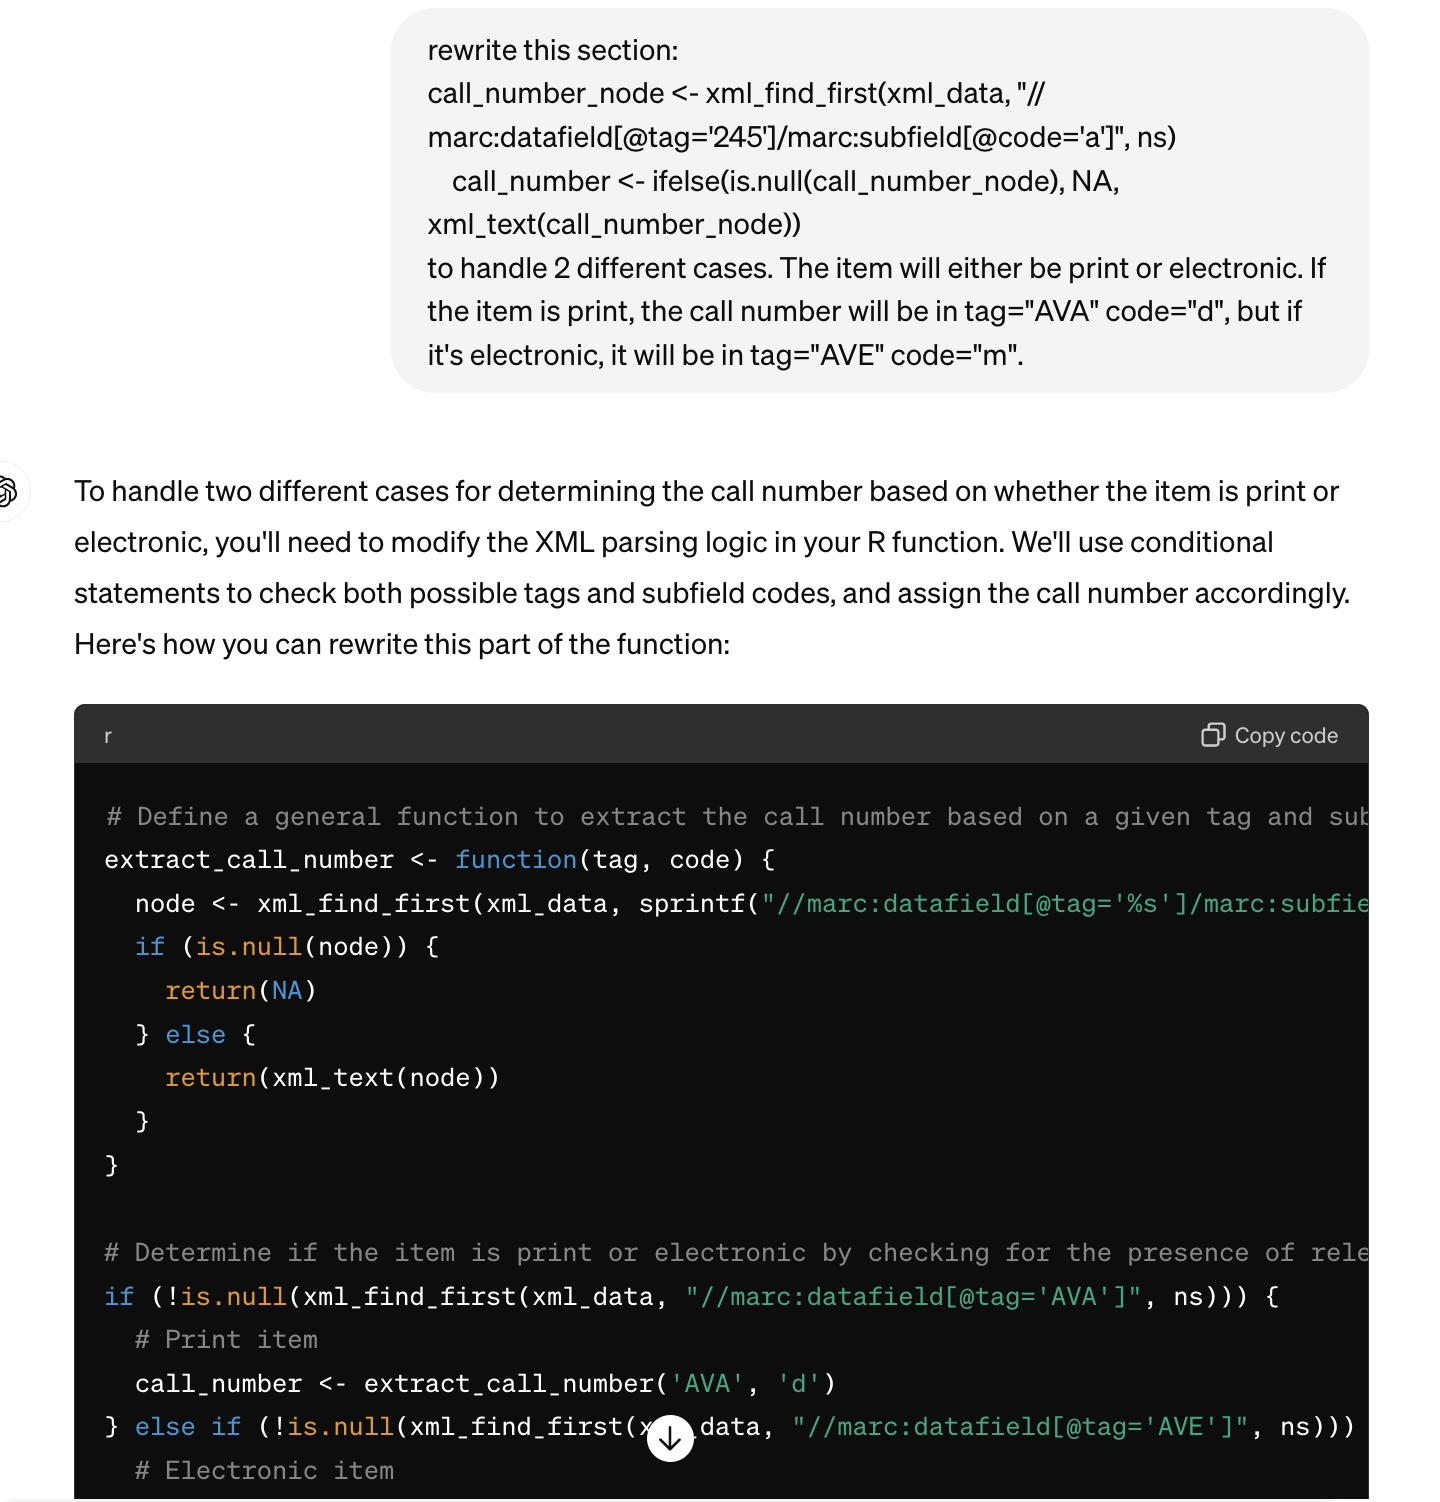 rewrite this section:
call_number_node <- xml_find_first(xml_data, "//
marc:datafield[@tag='245']/marc:subfield[@code='a']", ns)
call_number <- ifelse(is.null(call_number_node), NA,
xml_text(call_number_node))
to handle 2 different cases. The item will either be print or electronic. If
the item is print, the call number will be in tag="AVA" code="d", but if
it's electronic, it will be in tag="AVE" code="m".
To handle two different cases for determining the call number based on whether the item is print or
electronic, you'll need to modify the XML parsing logic in your R function. We'll use conditional
statements to check both possible tags and subfield codes, and assign the call number accordingly.
Here's how you can rewrite this part of the function:
r
Copy code
# Define a general function to extract the call number based on a given tag and sub
extract_call_number <- function(tag, code) {
  node <- xml_find_first(xml_data, sprintf("//marc:datafield[@tag='%s']/marc:subfie
  if (is.null(node)) {
    return(NA)
  } else {
    return(xml_text(node))
  }
}
# Determine if the item is print or electronic by checking for the presence of rele
if (!is.null(xml_find_first(xml_data, "//marc:datafield[@tag='AVA']", ns))) {
  # Print item
  call_number <- extract_call_number('AVA', 'd')
} else if (!is.null(xml_find_first(x data, "//marc:datafield[@tag='AVE']", ns)))
  # Electronic item